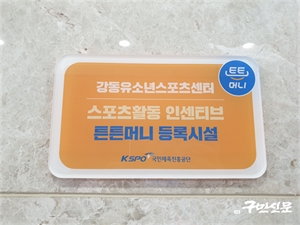 강동유소년스포츠센터
튼튼
머니
스포츠활동 인센티브
튼튼머니 등록시설
KSPO 국민체육진흥공단
구민신문